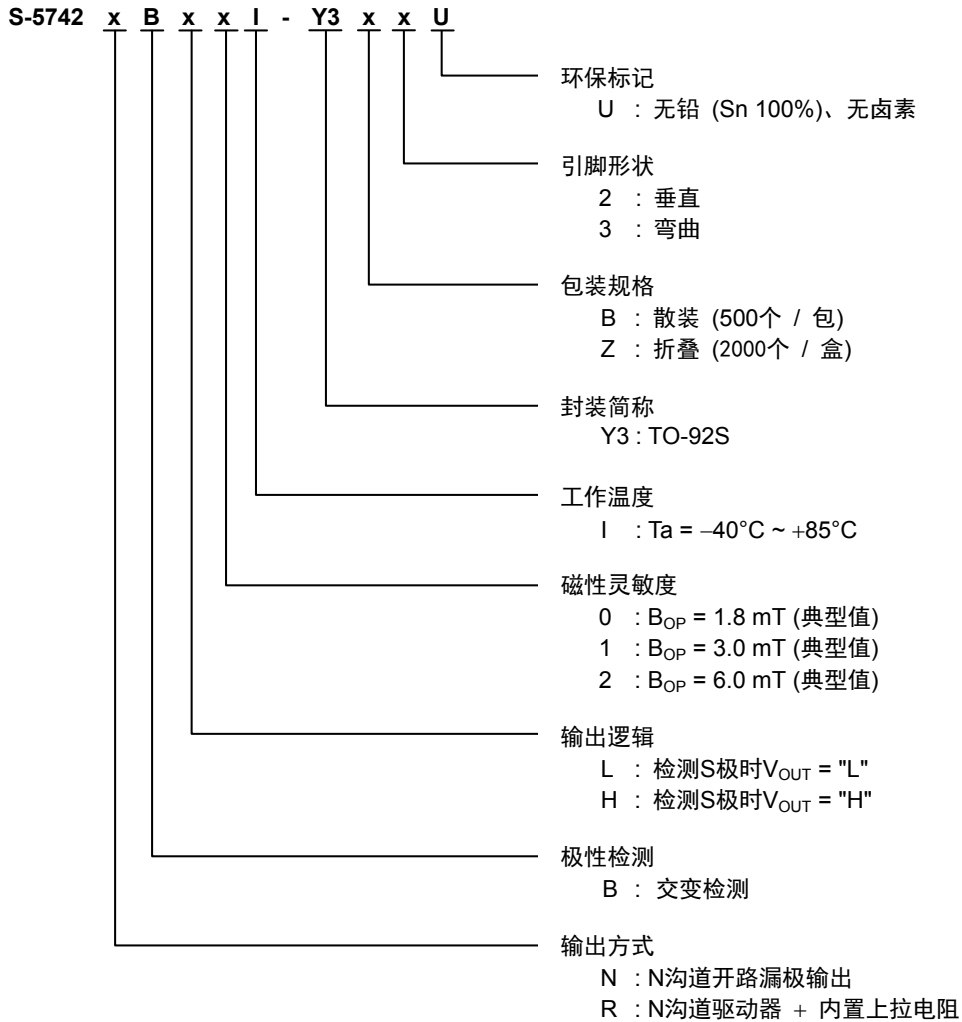 S-5742 x B x x I - Y3 x x U
环保标记
U : 无铅 (Sn 100%)、无卤素
引脚形状
2 : 垂直
3 : 弯曲
包装规格
B : 散装 (500个 / 包)
Z : 折叠 (2000个 / 盒)
封装简称
Y3 : TO-92S
工作温度
I : Ta = −40°C ~ +85°C
磁性灵敏度
0 : BOP = 1.8 mT (典型值)
1 : BOP = 3.0 mT (典型值)
2 : BOP = 6.0 mT (典型值)
输出逻辑
L : 检测S极时VOUT = "L"
H : 检测S极时VOUT = "H"
极性检测
B : 交变检测
输出方式
N : N沟道开路漏极输出
R : N沟道驱动器 + 内置上拉电阻